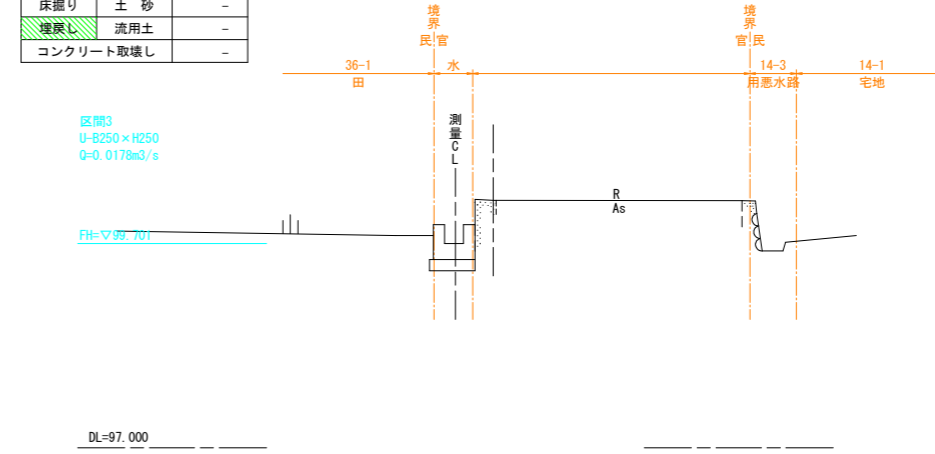 床掘り 土 砂 -
埋戻し 流用土 -
コンクリート取壊し -
境界
民 官
境界
官 民
36-1
田
水
14-3
用悪水路
14-1
宅地
区間3
U-B250×H250
Q=0.0178m3/s
測量CL
R
As
FH=▽99.701
DL=97.000